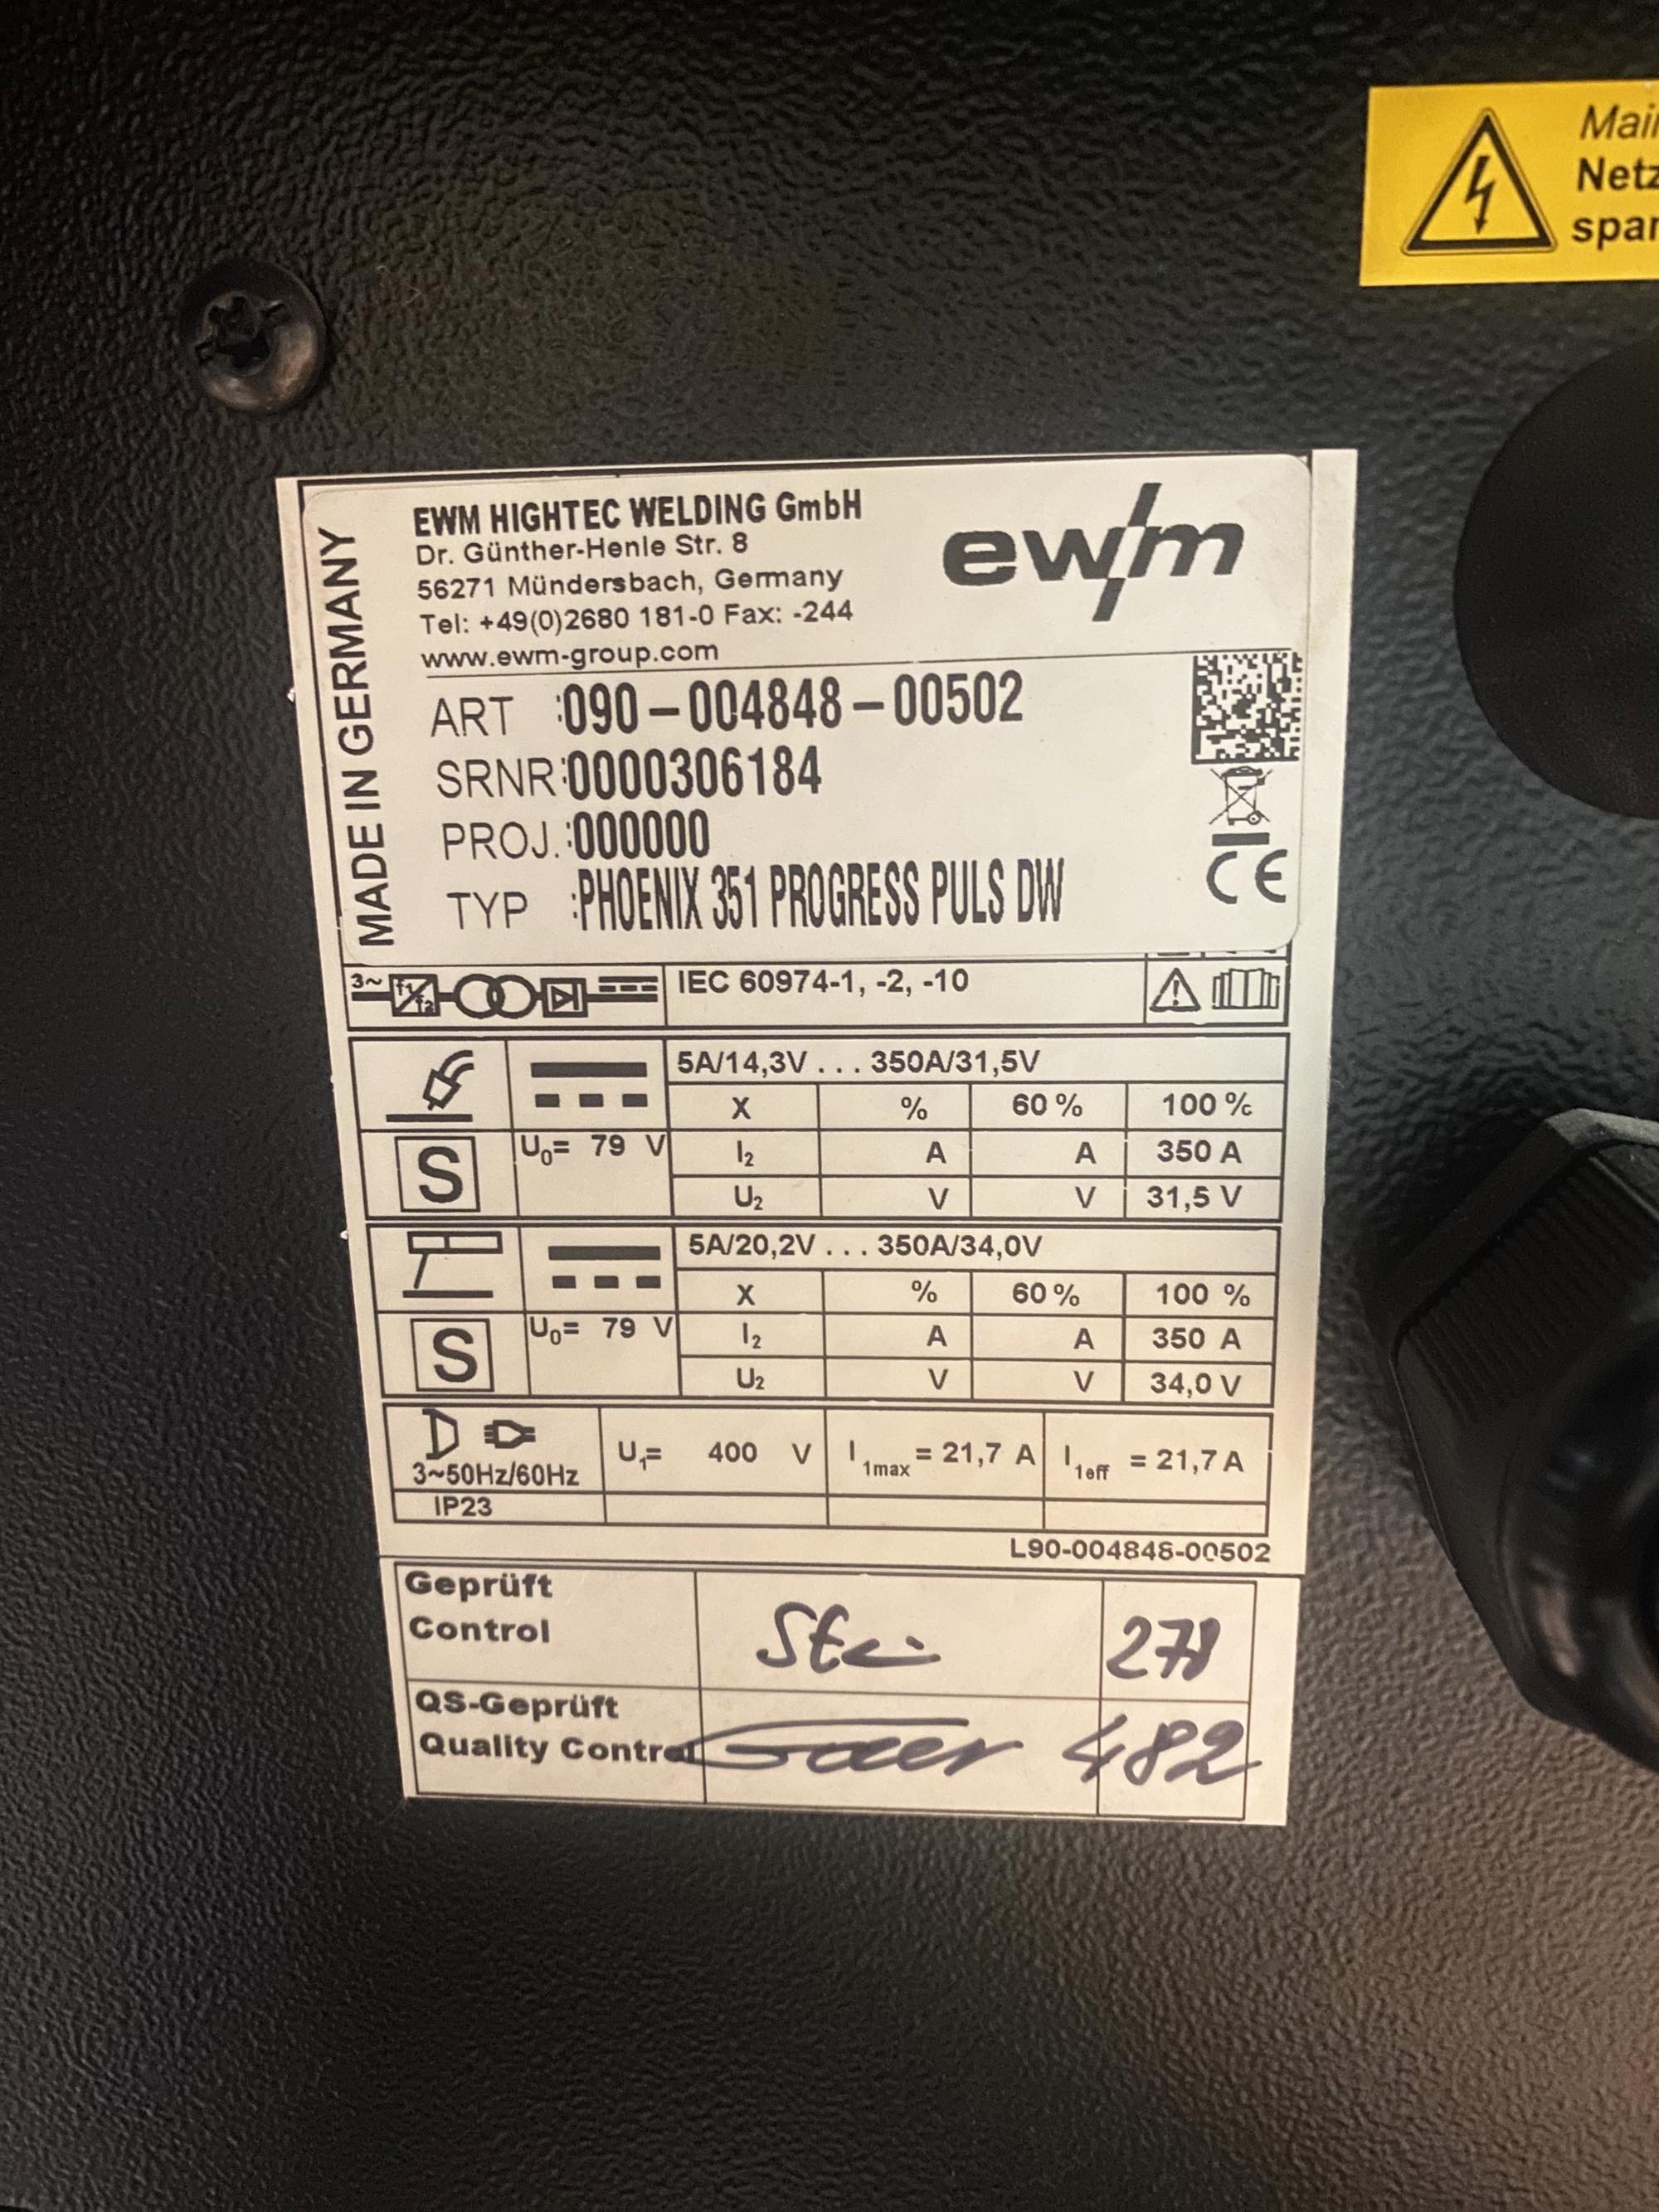 Mai
Netz
span
MADE IN GERMANY
EWM HIGHTEC WELDING GmbH
Dr. Günther-Henle Str. 8
56271 Mündersbach, Germany
Tel: +49(0)2680 181-0 Fax: -244
www.ewm-group.com
ewm
ART :090-004848-00502
SRNR:0000306184
PROJ.:000000
TYP :PHOENIX 351 PROGRESS PULS DW
CE
3~ f1 f2 IEC 60974-1, -2, -10
5A/14,3V ... 350A/31,5V
X % 60 % 100 %
S U0= 79 V I2 A A 350 A
U2 V V 31,5 V
5A/20,2V ... 350A/34,0V
X % 60 % 100 %
S U0= 79 V I2 A A 350 A
U2 V V 34,0 V
3~50Hz/60Hz U1= 400 V I1max = 21,7 A I1eff = 21,7 A
IP23
L90-004848-00502
Geprüft
Control 278
QS-Geprüft
Quality Control 482